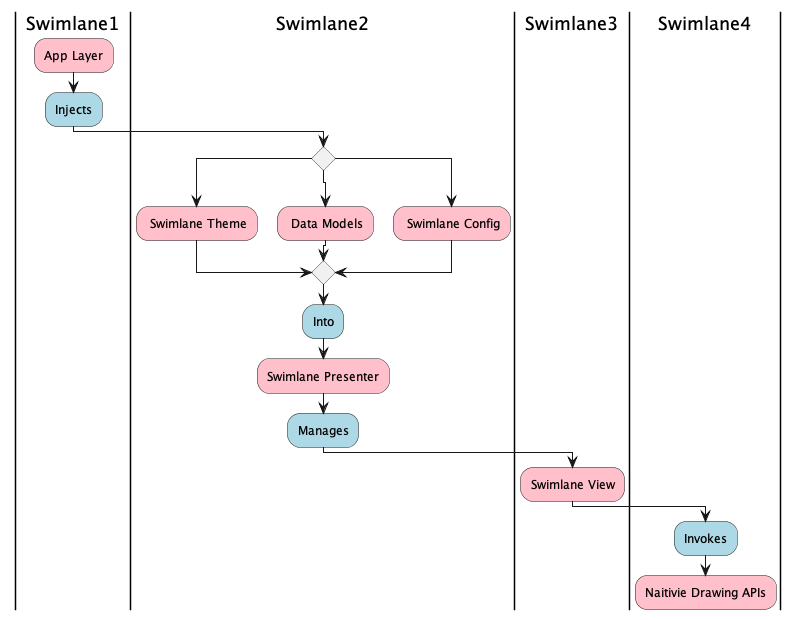 Swimlane1
Swimlane2
Swimlane3
Swimlane4
App Layer
Injects
Swimlane Theme
Data Models
Swimlane Config
Into
Swimlane Presenter
Manages
Swimlane View
Invokes
Naitivie Drawing APIs